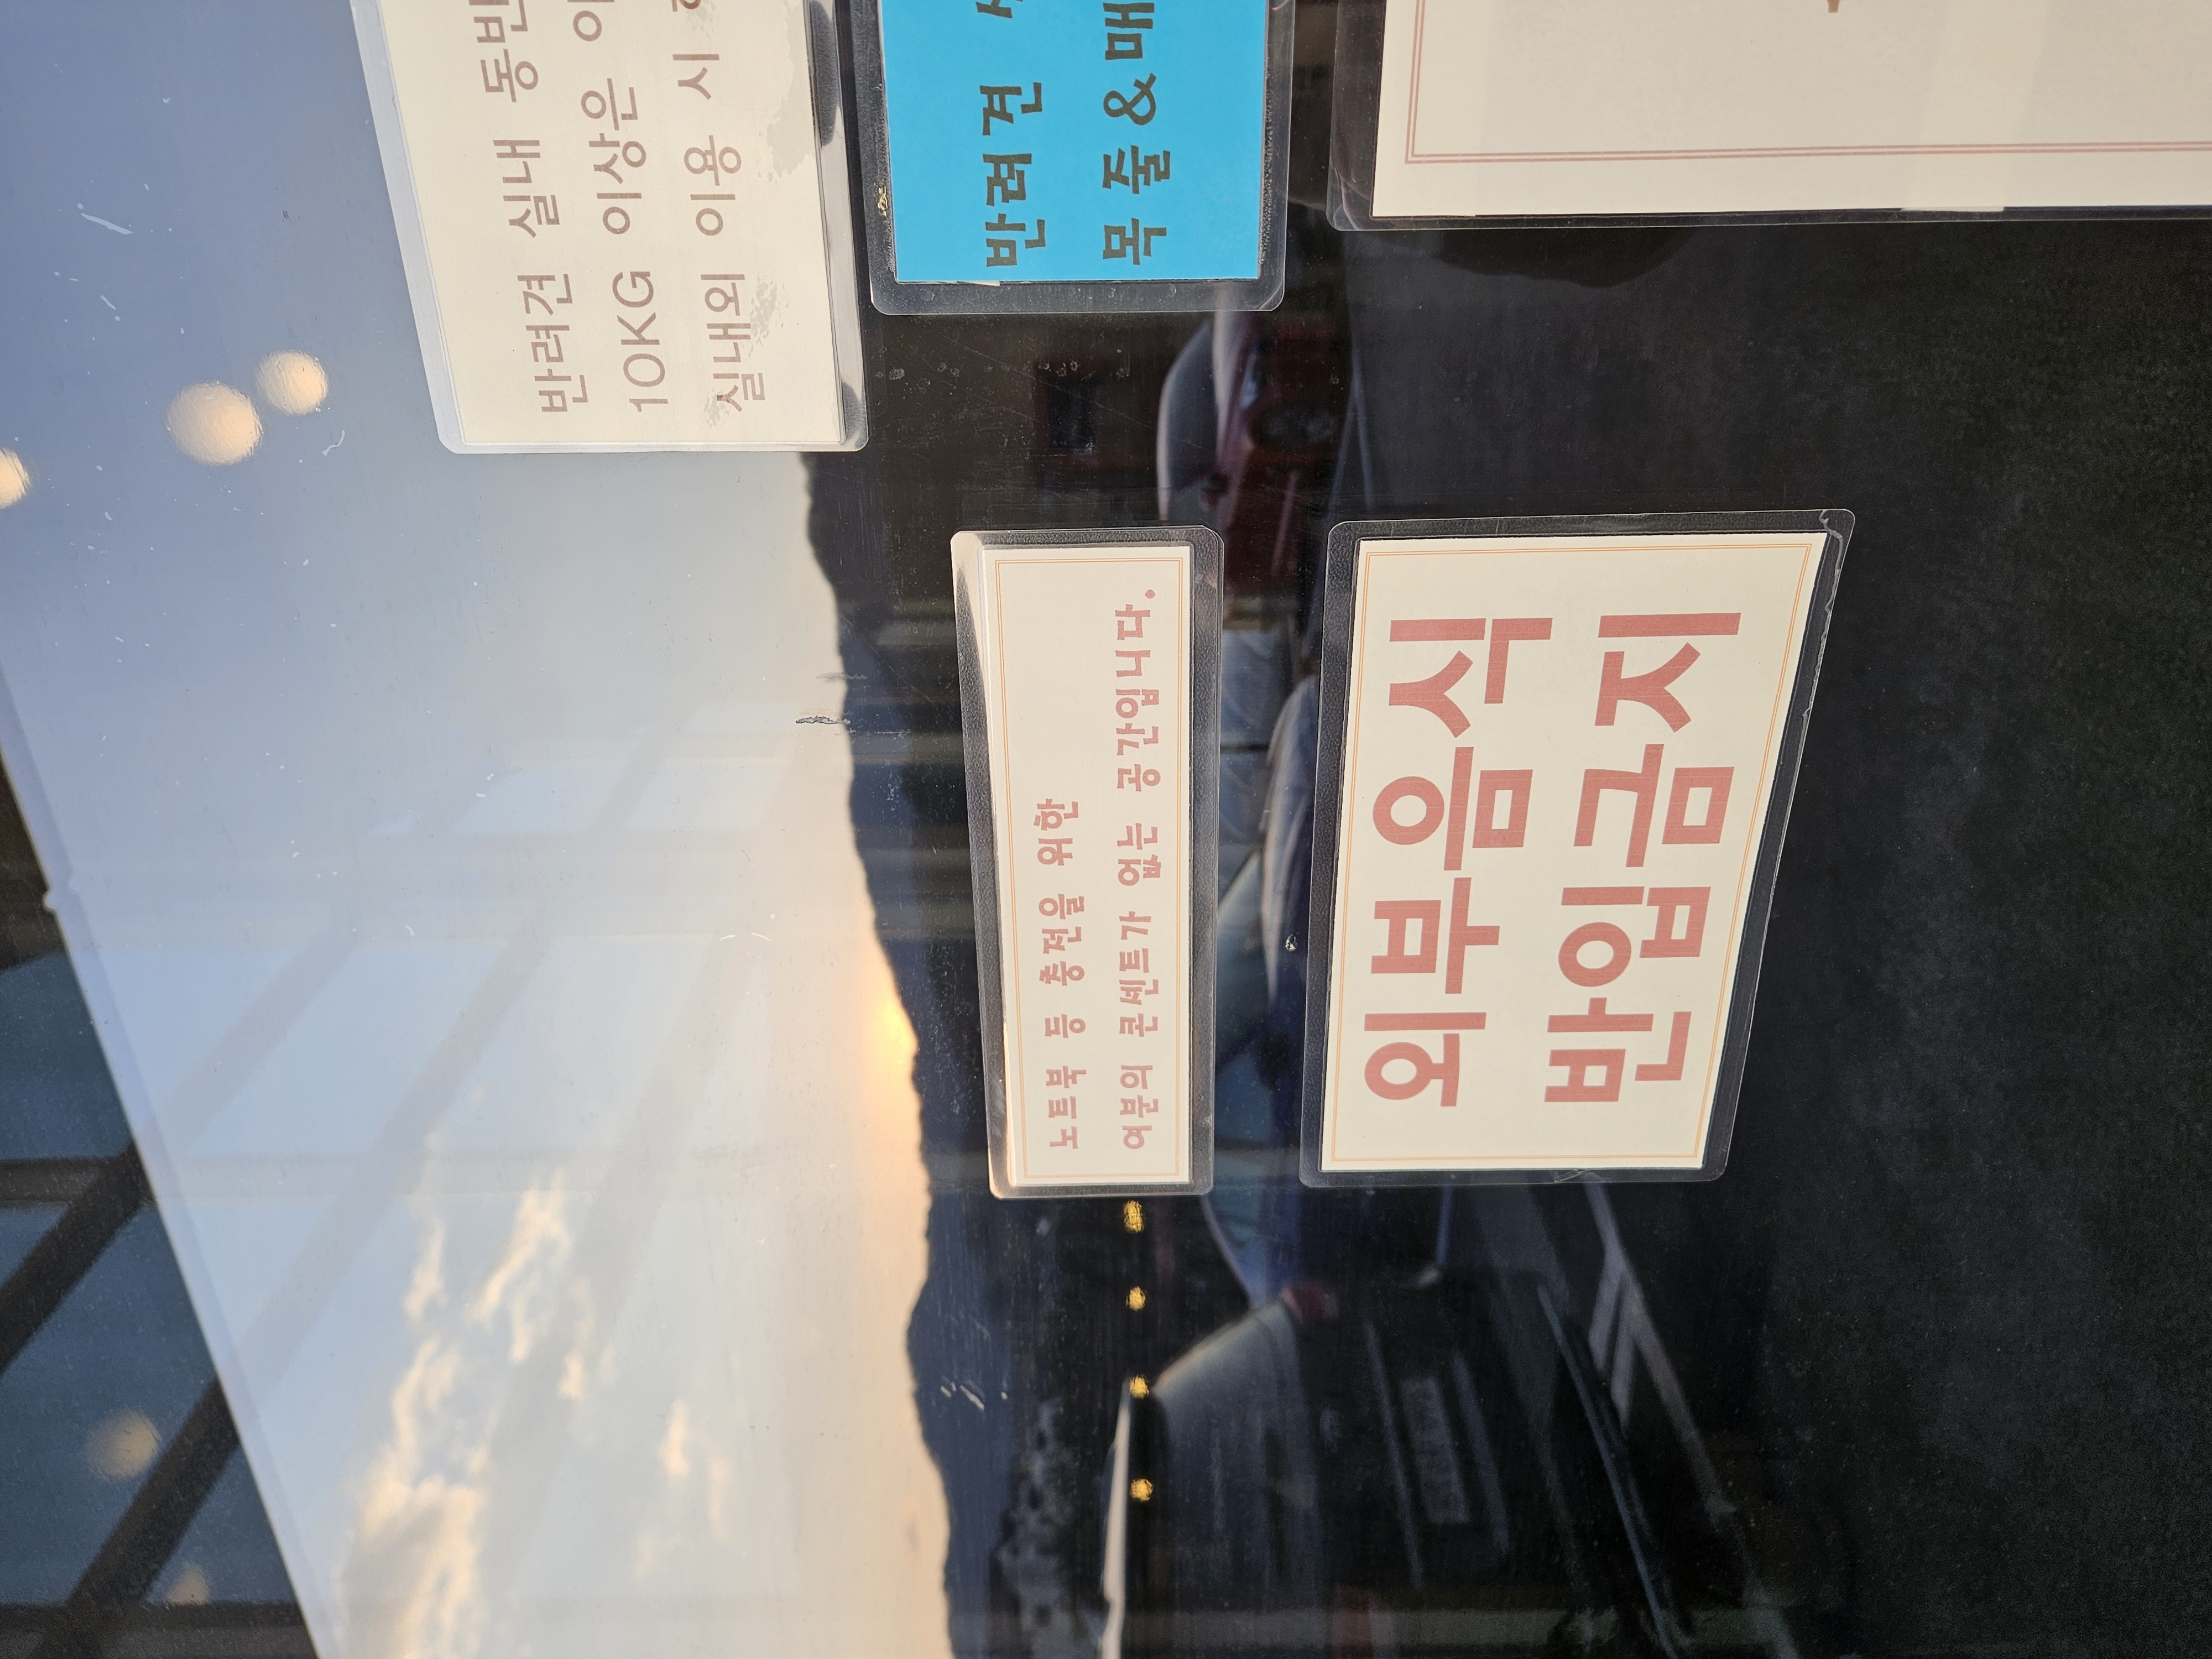 반려견 실내 동반
10KG 이상은
실내외 이용 시
반려견
목줄&매
노트북 등 충전을 위한
여분의 콘센트가 없는 공간입니다.
외부음식
반입금지